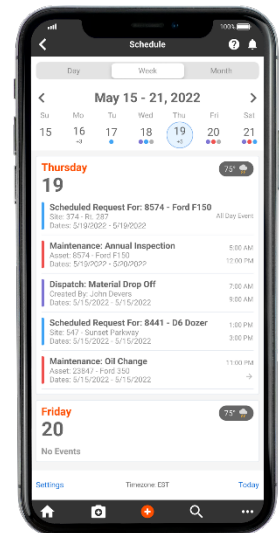 100%
Schedule
Day Week Month
May 15 - 21, 2022
Su Mo Tu We Thu Fri Sat
15 16 17 18 19 20 21
+3 +3
Thursday
19
75°
Scheduled Request For: 8574 - Ford F150
Site: 374 - Rt. 287
All Day Event
Dates: 5/19/2022 - 5/19/2022
Maintenance: Annual Inspection
Asset: 8574 - Ford F150
Dates: 5/19/2022 - 5/20/2022
9:00 AM
12:00 PM
Dispatch: Material Drop Off
Created By: John Devers
Dates: 5/15/2022 - 5/15/2022
7:00 AM
9:00 AM
Scheduled Request For: 8441 - D6 Dozer
Site: 547 - Sunset Parkway
Dates: 5/15/2022 - 5/15/2022
1:00 PM
3:00 PM
Maintenance: Oil Change
Asset: 23847 - Ford 350
Dates: 5/15/2022 - 5/15/2022
11:00 PM
Friday
20
75°
No Events
Settings Timezone: EST Today